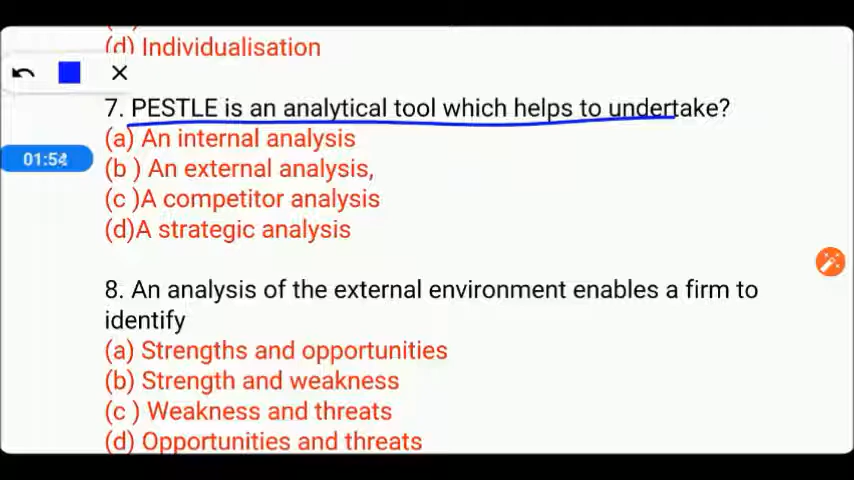 (d) Individualisation
7. PESTLE is an analytical tool which helps to undertake?
(a) An internal analysis
01:54
(b ) An external analysis,
(c )A competitor analysis
(d)A strategic analysis
8. An analysis of the external environment enables a firm to
identify
(a) Strengths and opportunities
(b) Strength and weakness
(c ) Weakness and threats
(d) Opportunities and threats